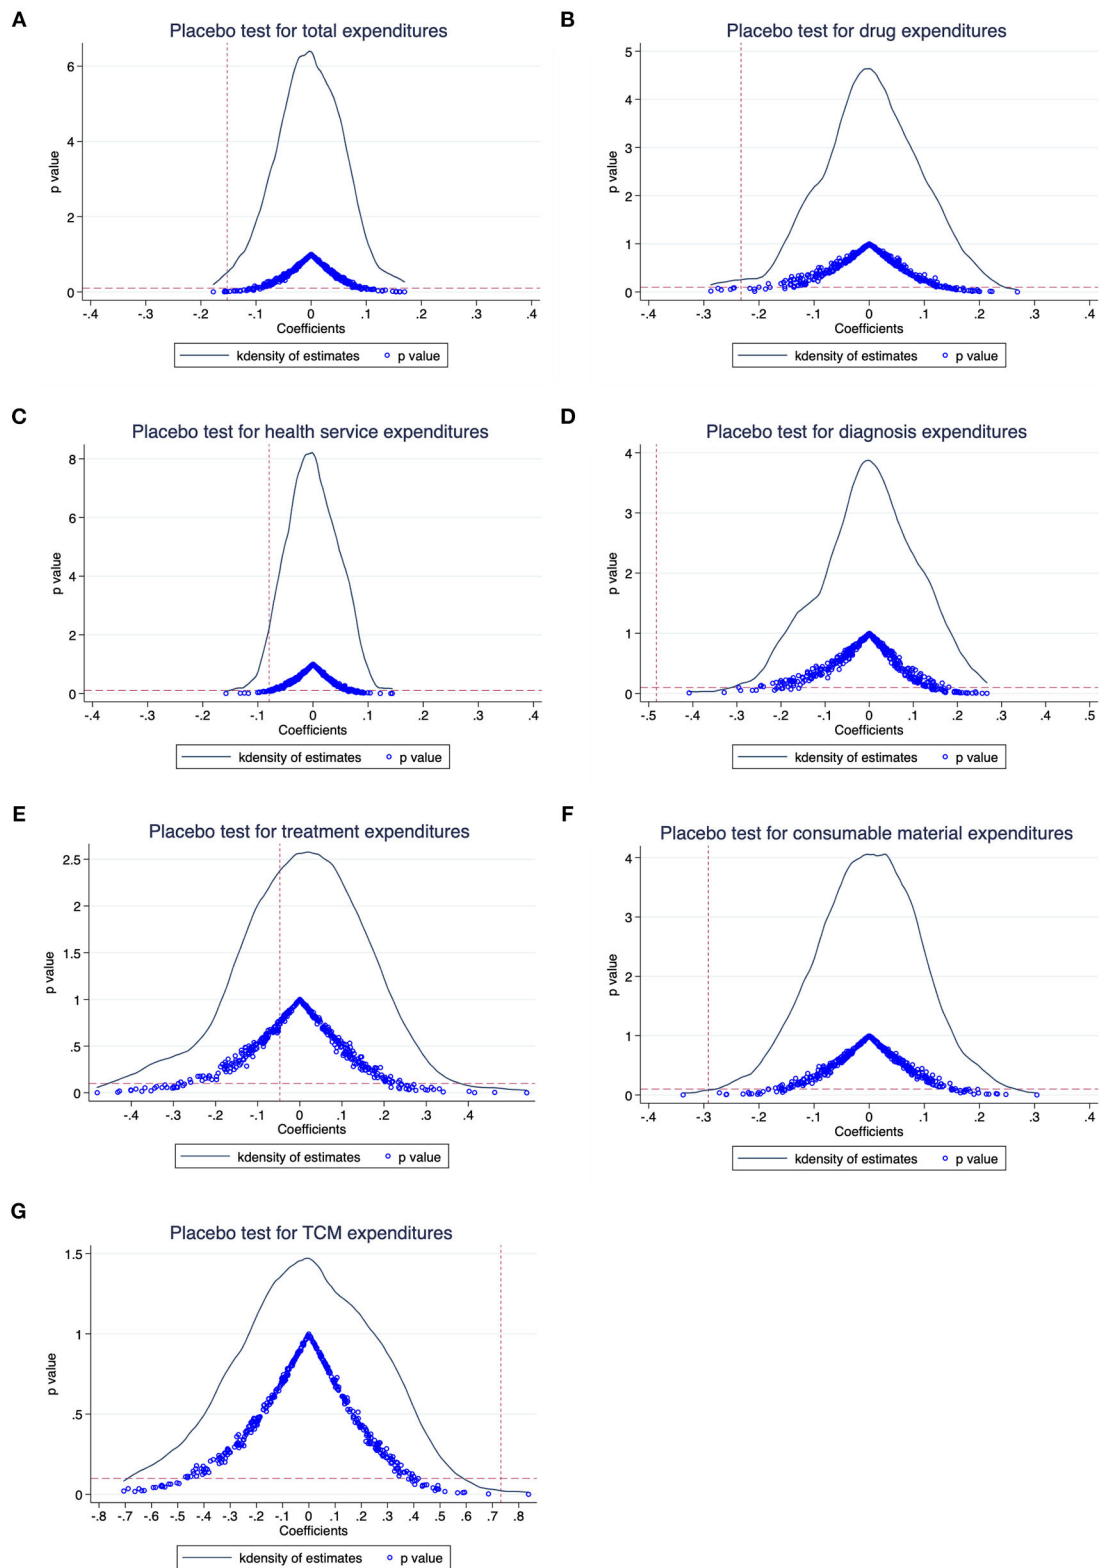 A
Placebo test for total expenditures
p value
6
4
2
0
-.4 -.3 -.2 -.1 0 .1 .2 .3 .4
Coefficients
kdensity of estimates p value
B
Placebo test for drug expenditures
p value
5
4
3
2
1
0
-.4 -.3 -.2 -.1 0 .1 .2 .3 .4
Coefficients
kdensity of estimates p value
C
Placebo test for health service expenditures
p value
8
6
4
2
0
-.4 -.3 -.2 -.1 0 .1 .2 .3 .4
Coefficients
kdensity of estimates p value
D
Placebo test for diagnosis expenditures
p value
4
3
2
1
0
-.5 -.4 -.3 -.2 -.1 0 .1 .2 .3 .4 .5
Coefficients
kdensity of estimates p value
E
Placebo test for treatment expenditures
p value
2.5
2
1.5
1
.5
0
-.4 -.3 -.2 -.1 0 .1 .2 .3 .4
Coefficients
kdensity of estimates p value
F
Placebo test for consumable material expenditures
p value
4
3
2
1
0
-.4 -.3 -.2 -.1 0 .1 .2 .3 .4
Coefficients
kdensity of estimates p value
G
Placebo test for TCM expenditures
p value
1.5
1
.5
0
-.8 -.7 -.6 -.5 -.4 -.3 -.2 -.1 0 .1 .2 .3 .4 .5 .6 .7 .8
Coefficients
kdensity of estimates p value